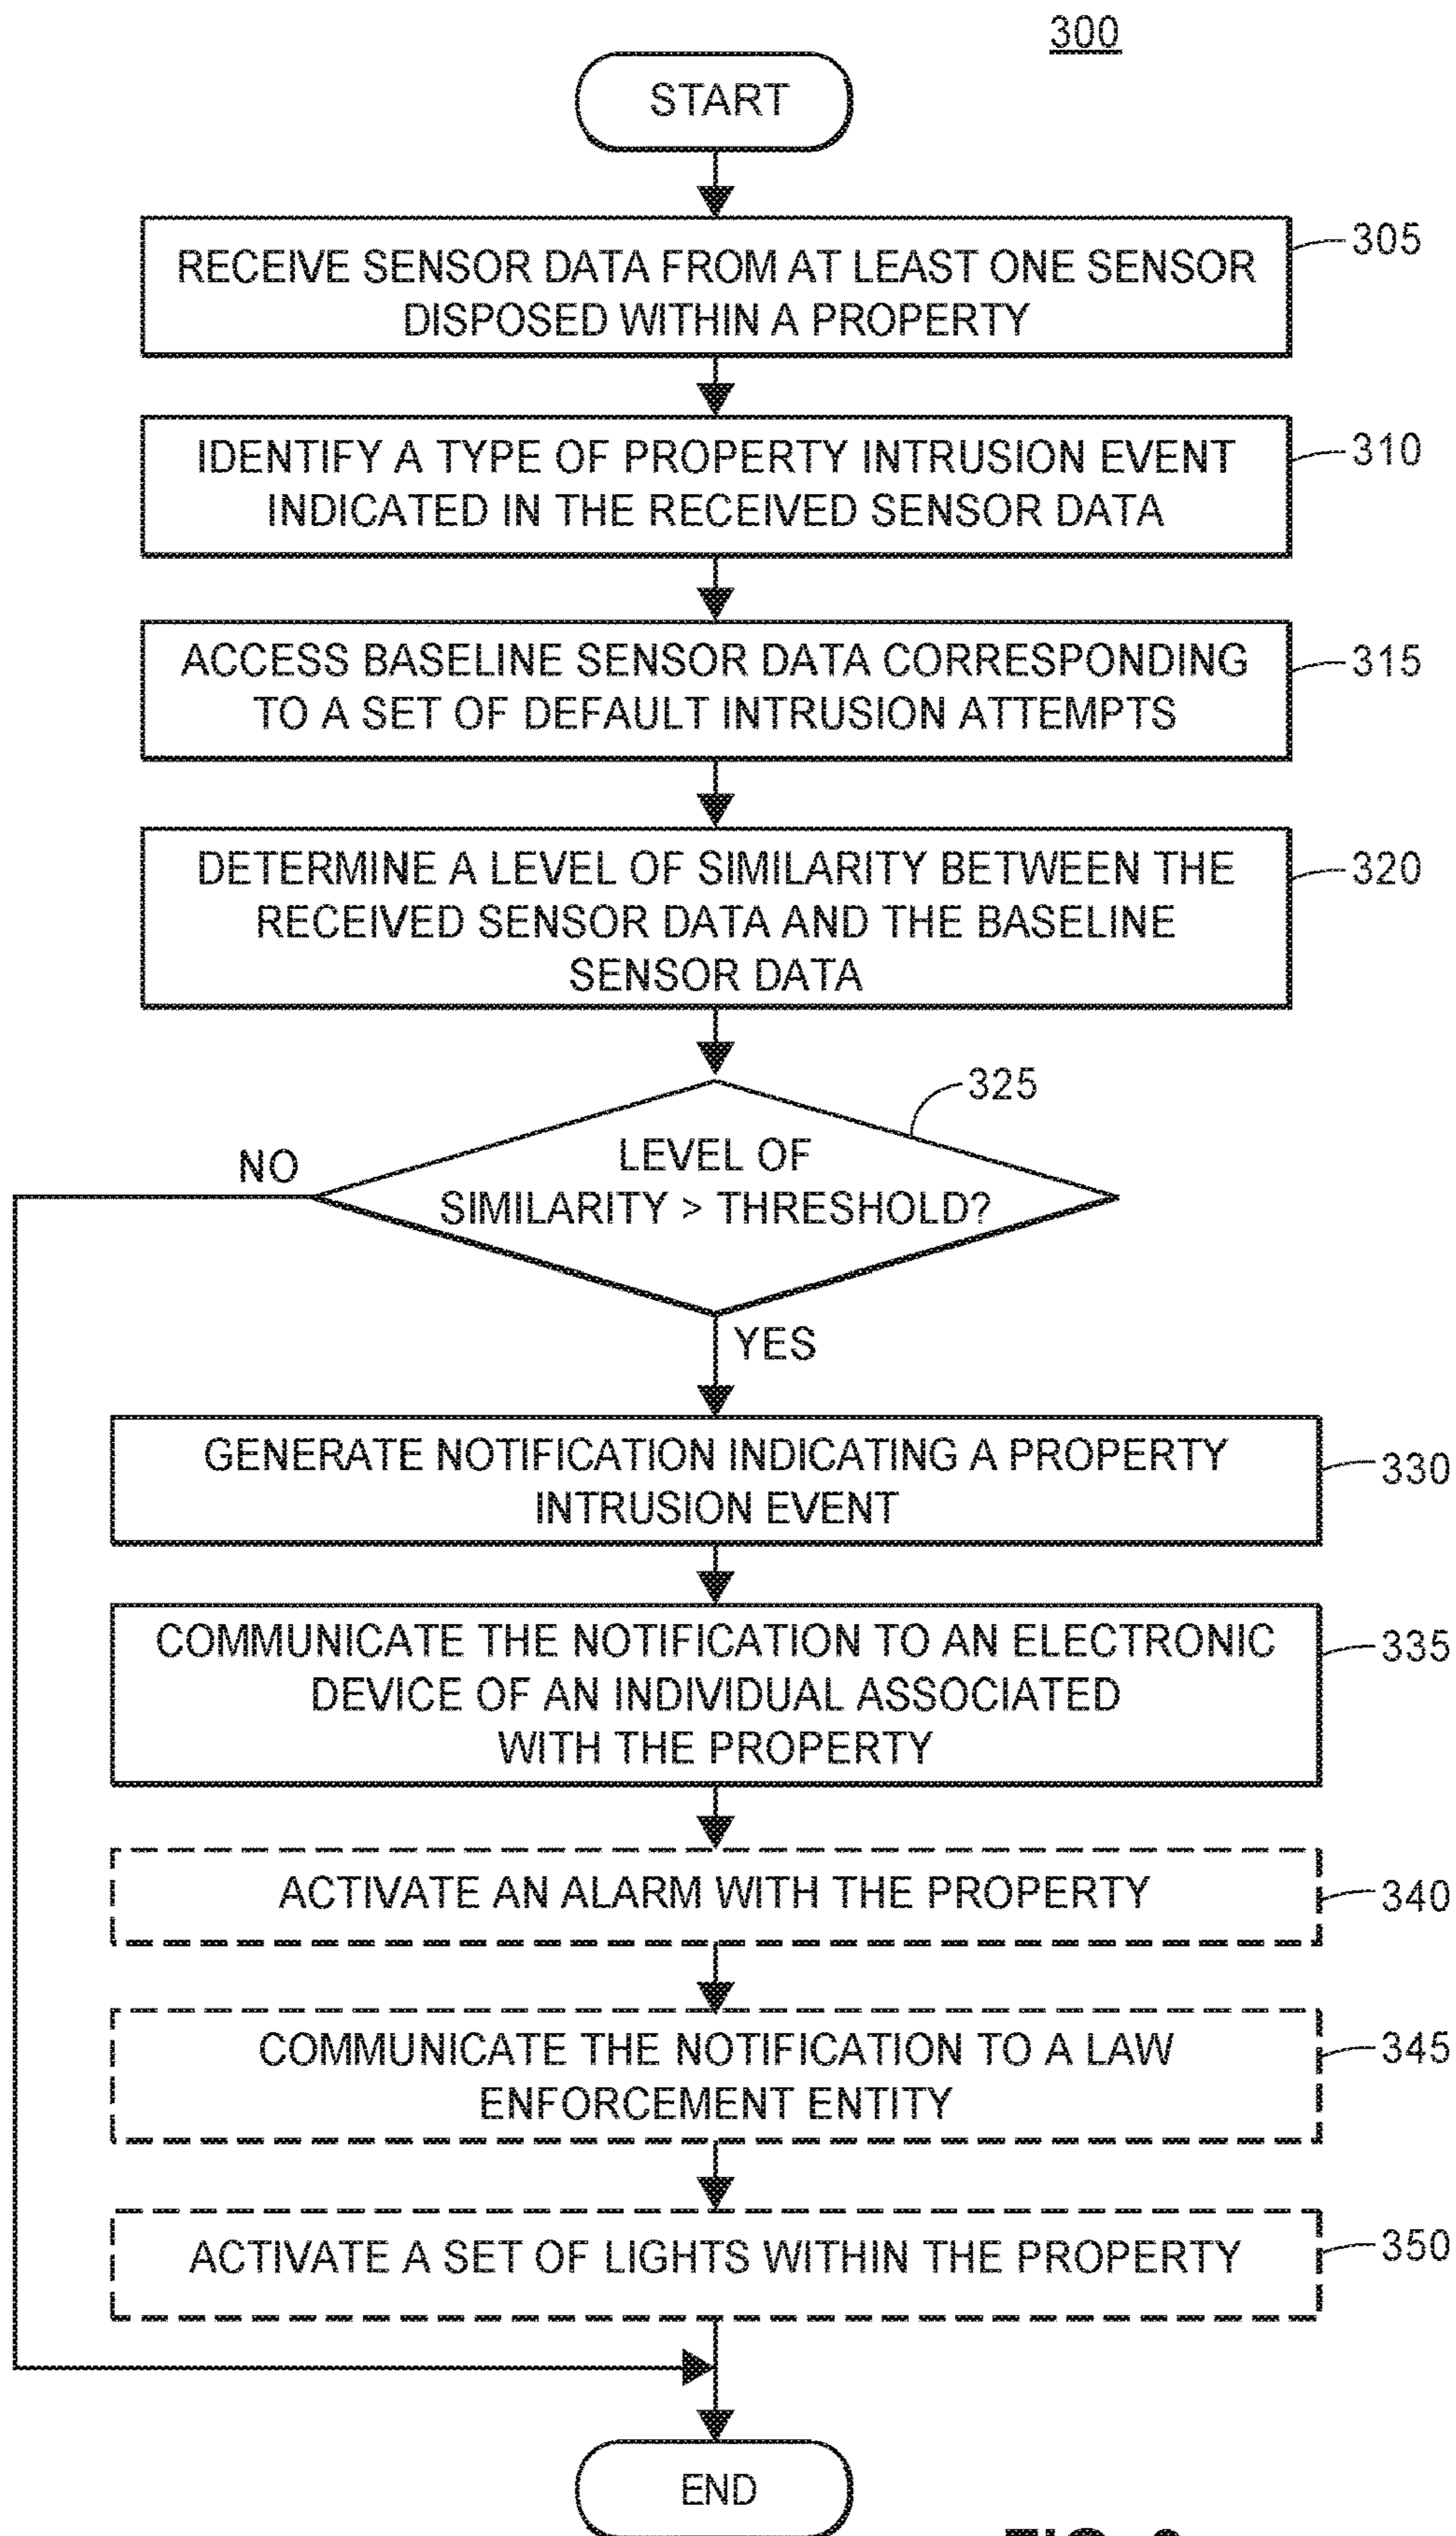 300
START
RECEIVE SENSOR DATA FROM AT LEAST ONE SENSOR
DISPOSED WITHIN A PROPERTY
305
IDENTIFY A TYPE OF PROPERTY INTRUSION EVENT
INDICATED IN THE RECEIVED SENSOR DATA
310
ACCESS BASELINE SENSOR DATA CORRESPONDING
TO A SET OF DEFAULT INTRUSION ATTEMPTS
315
DETERMINE A LEVEL OF SIMILARITY BETWEEN THE
RECEIVED SENSOR DATA AND THE BASELINE
SENSOR DATA
320
325
LEVEL OF
SIMILARITY > THRESHOLD?
NO
YES
GENERATE NOTIFICATION INDICATING A PROPERTY
INTRUSION EVENT
330
COMMUNICATE THE NOTIFICATION TO AN ELECTRONIC
DEVICE OF AN INDIVIDUAL ASSOCIATED
WITH THE PROPERTY
335
ACTIVATE AN ALARM WITH THE PROPERTY
340
COMMUNICATE THE NOTIFICATION TO A LAW
ENFORCEMENT ENTITY
345
ACTIVATE A SET OF LIGHTS WITHIN THE PROPERTY
350
END